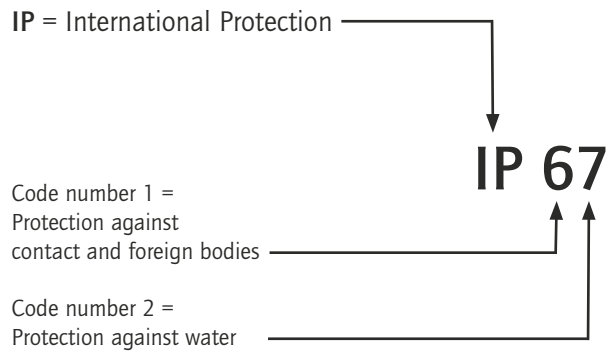 IP = International Protection
IP 67
Code number 1 =
Protection against
contact and foreign bodies
Code number 2 =
Protection against water